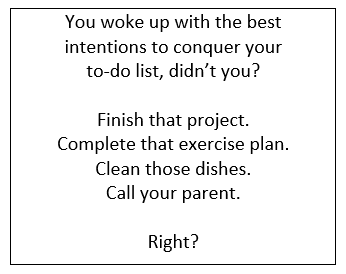 You woke up with the best
intentions to conquer your
to-do list, didn’t you?
Finish that project.
Complete that exercise plan.
Clean those dishes.
Call your parent.
Right?